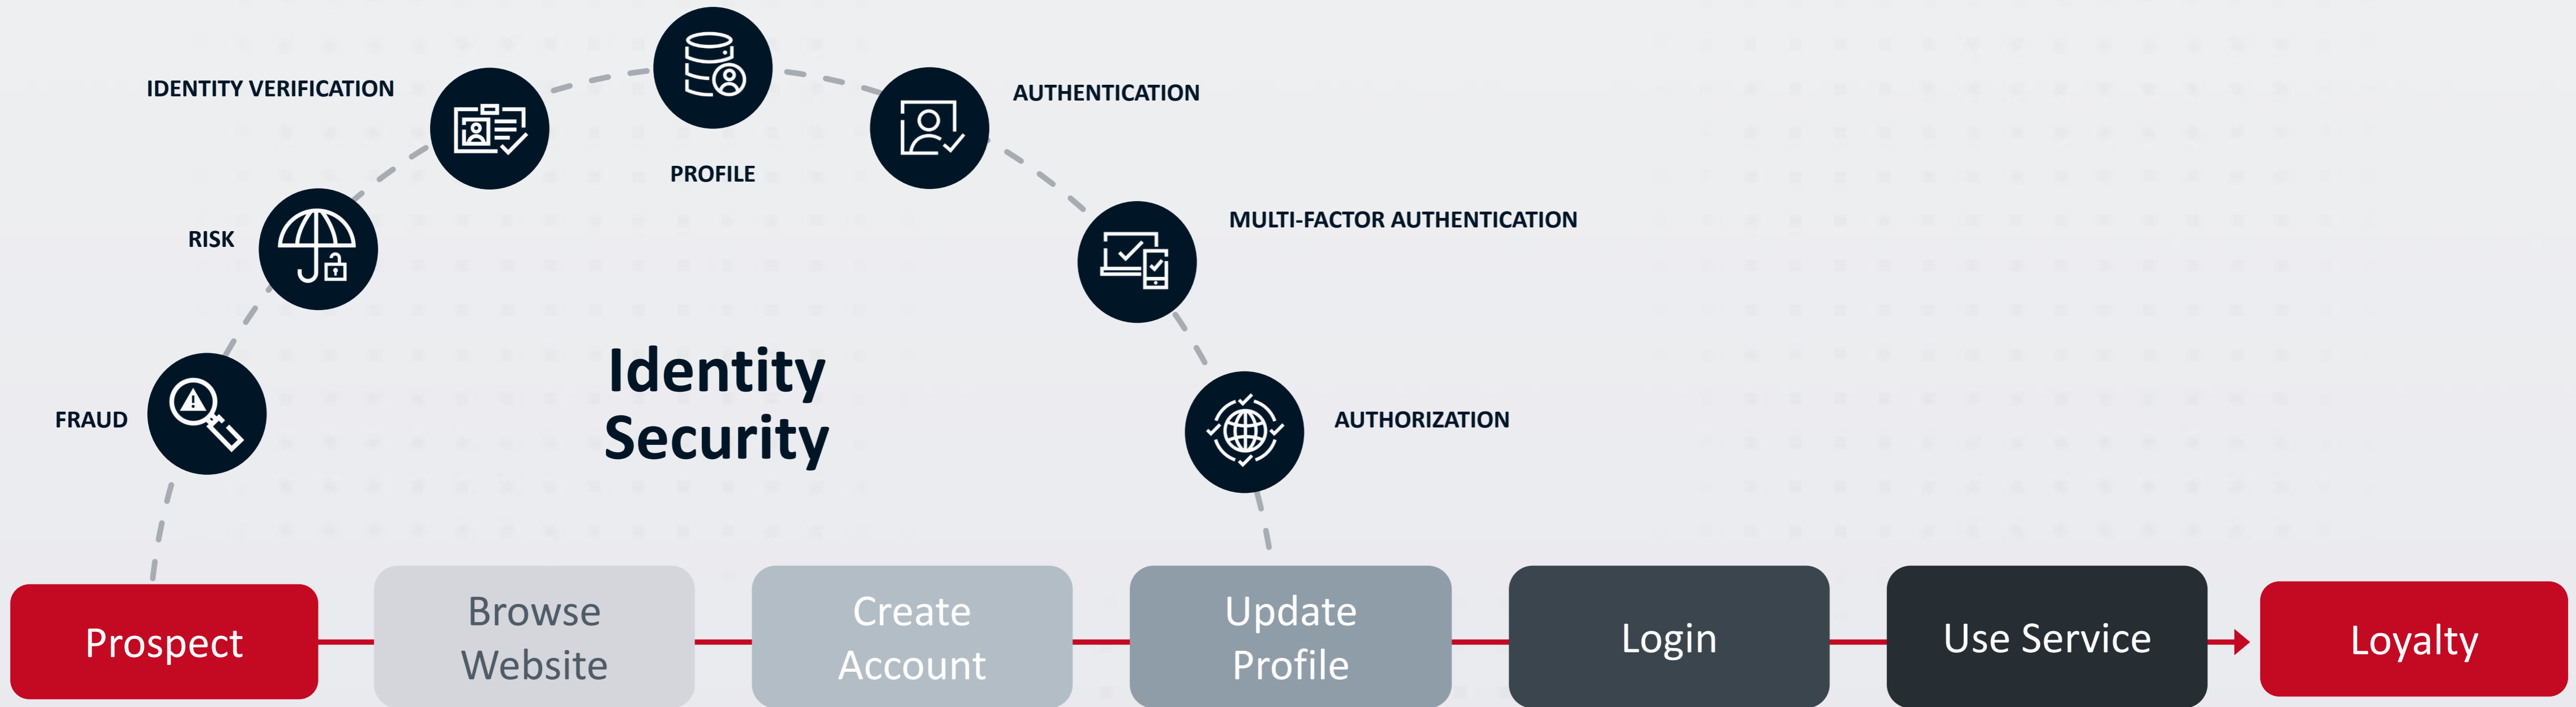 IDENTITY VERIFICATION
AUTHENTICATION
PROFILE
RISK
MULTI-FACTOR AUTHENTICATION
FRAUD
Identity
Security
AUTHORIZATION
Prospect
Browse
Website
Create
Account
Update
Profile
Login
Use Service
Loyalty